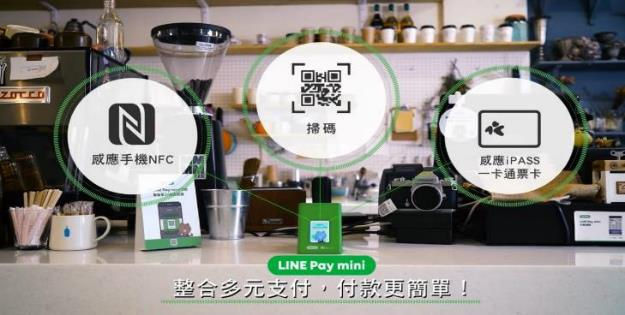 感應手機NFC
掃碼
感應iPASS
一卡通票卡
LINE Pay mini
整合多元支付，付款更簡單！